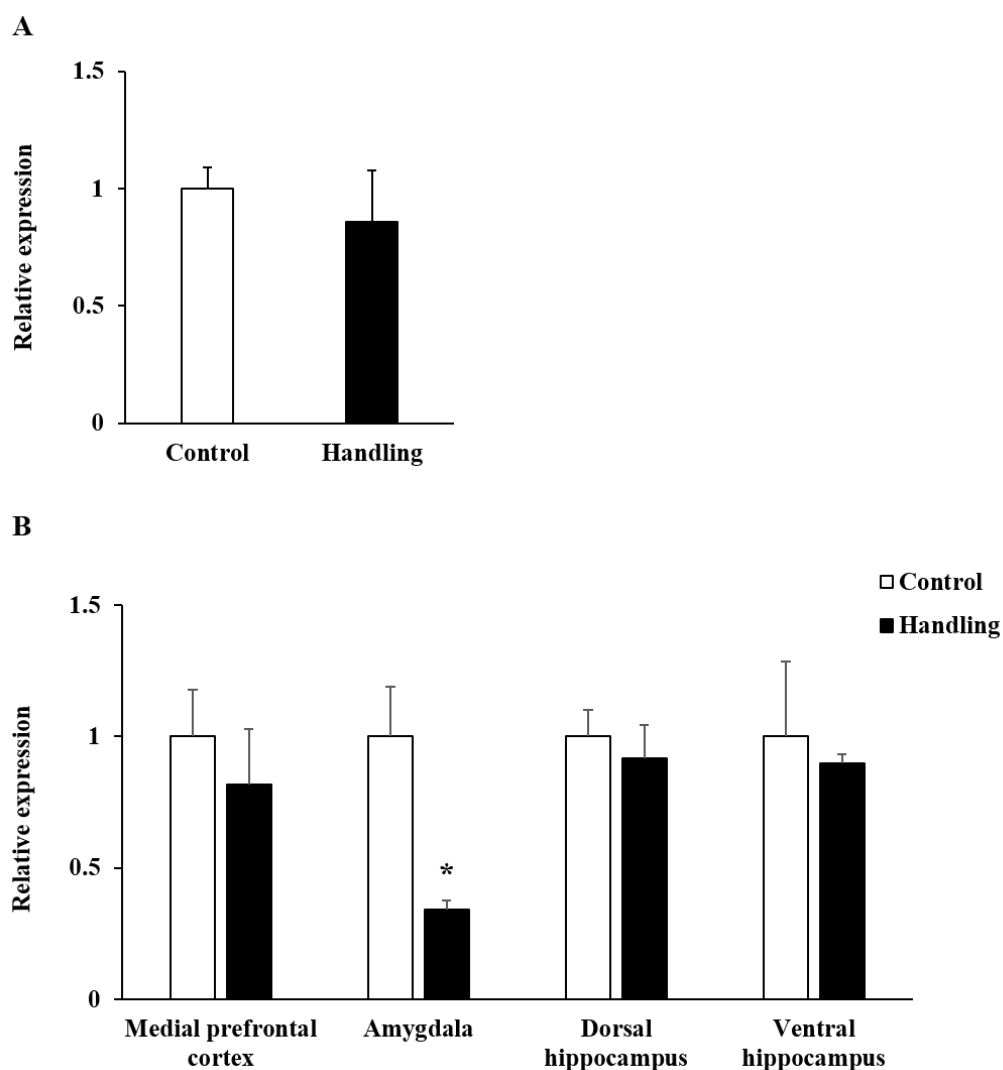 A
1.5
1
0.5
0
Relative expression
Control
Handling
B
Control
Handling
1.5
1
0.5
0
Relative expression
*
Medial prefrontal
cortex
Amygdala
Dorsal
hippocampus
Ventral
hippocampus